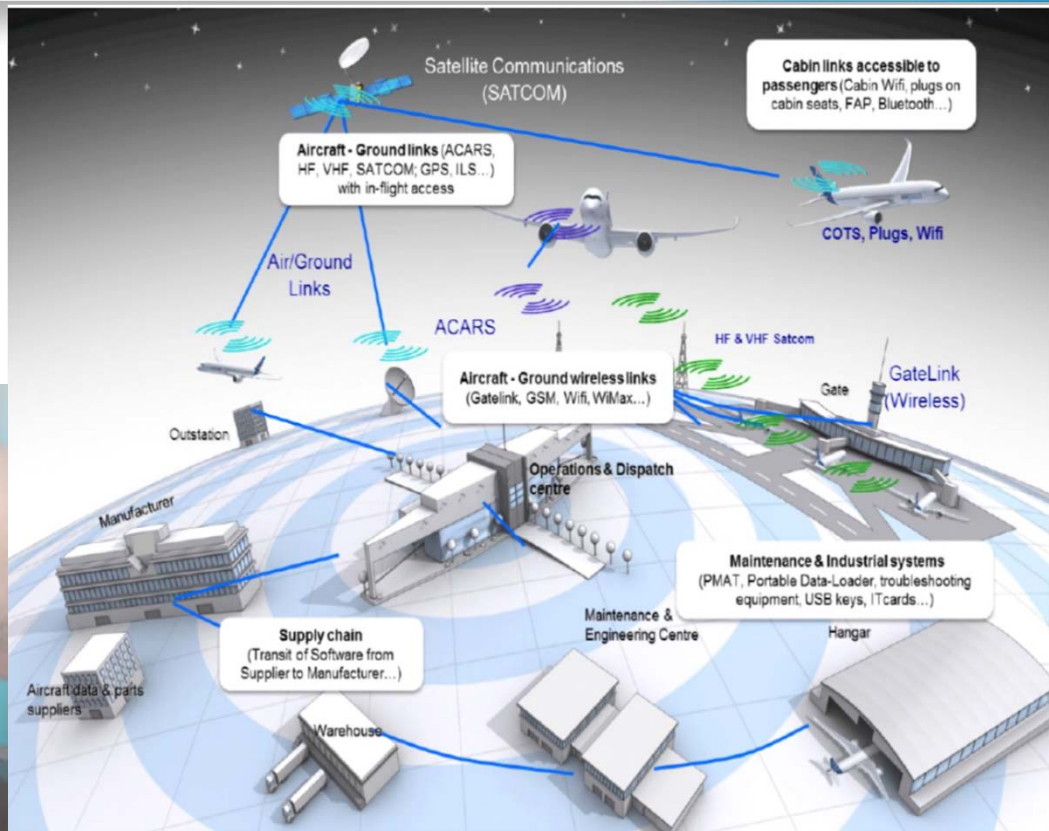 Satellite Communications
(SATCOM)
Cabin links accessible to
passengers (Cabin Wifi, plugs on
cabin seats, FAP, Bluetooth...)
Aircraft - Ground links (ACARS,
HF, VHF, SATCOM; GPS, ILS...)
with in-flight access
COTS, Plugs, Wifi
Air/Ground
Links
ACARS
HF & VHF Satcom
Aircraft - Ground wireless links
(Gatelink, GSM, Wifi, WiMax...)
GateLink
(Wireless)
Gate
Outstation
Operations & Dispatch
centre
Manufacturer
Maintenance & Industrial systems
(PMAT, Portable Data-Loader, troubleshooting
equipment, USB keys, ITcards...)
Supply chain
(Transit of Software from
Supplier to Manufacturer...)
Maintenance &
Engineering Centre
Hangar
Aircraft data & parts
suppliers
Warehouse